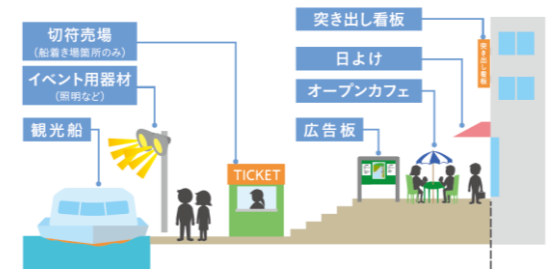 切符売場
（船着き場箇所のみ）
イベント用器材
（照明など）
観光船
TICKET
突き出し看板
日よけ
オープンカフェ
広告板
突き出し看板